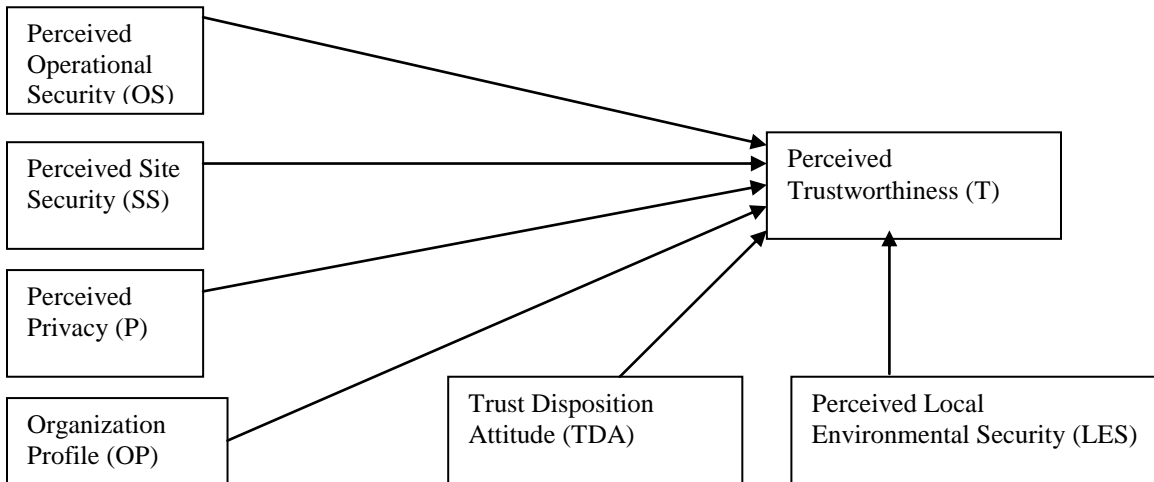 Perceived
Operational
Security (OS)
Perceived Site
Security (SS)
Perceived
Trustworthiness (T)
Perceived
Privacy (P)
Organization
Profile (OP)
Trust Disposition
Attitude (TDA)
Perceived Local
Environmental Security (LES)